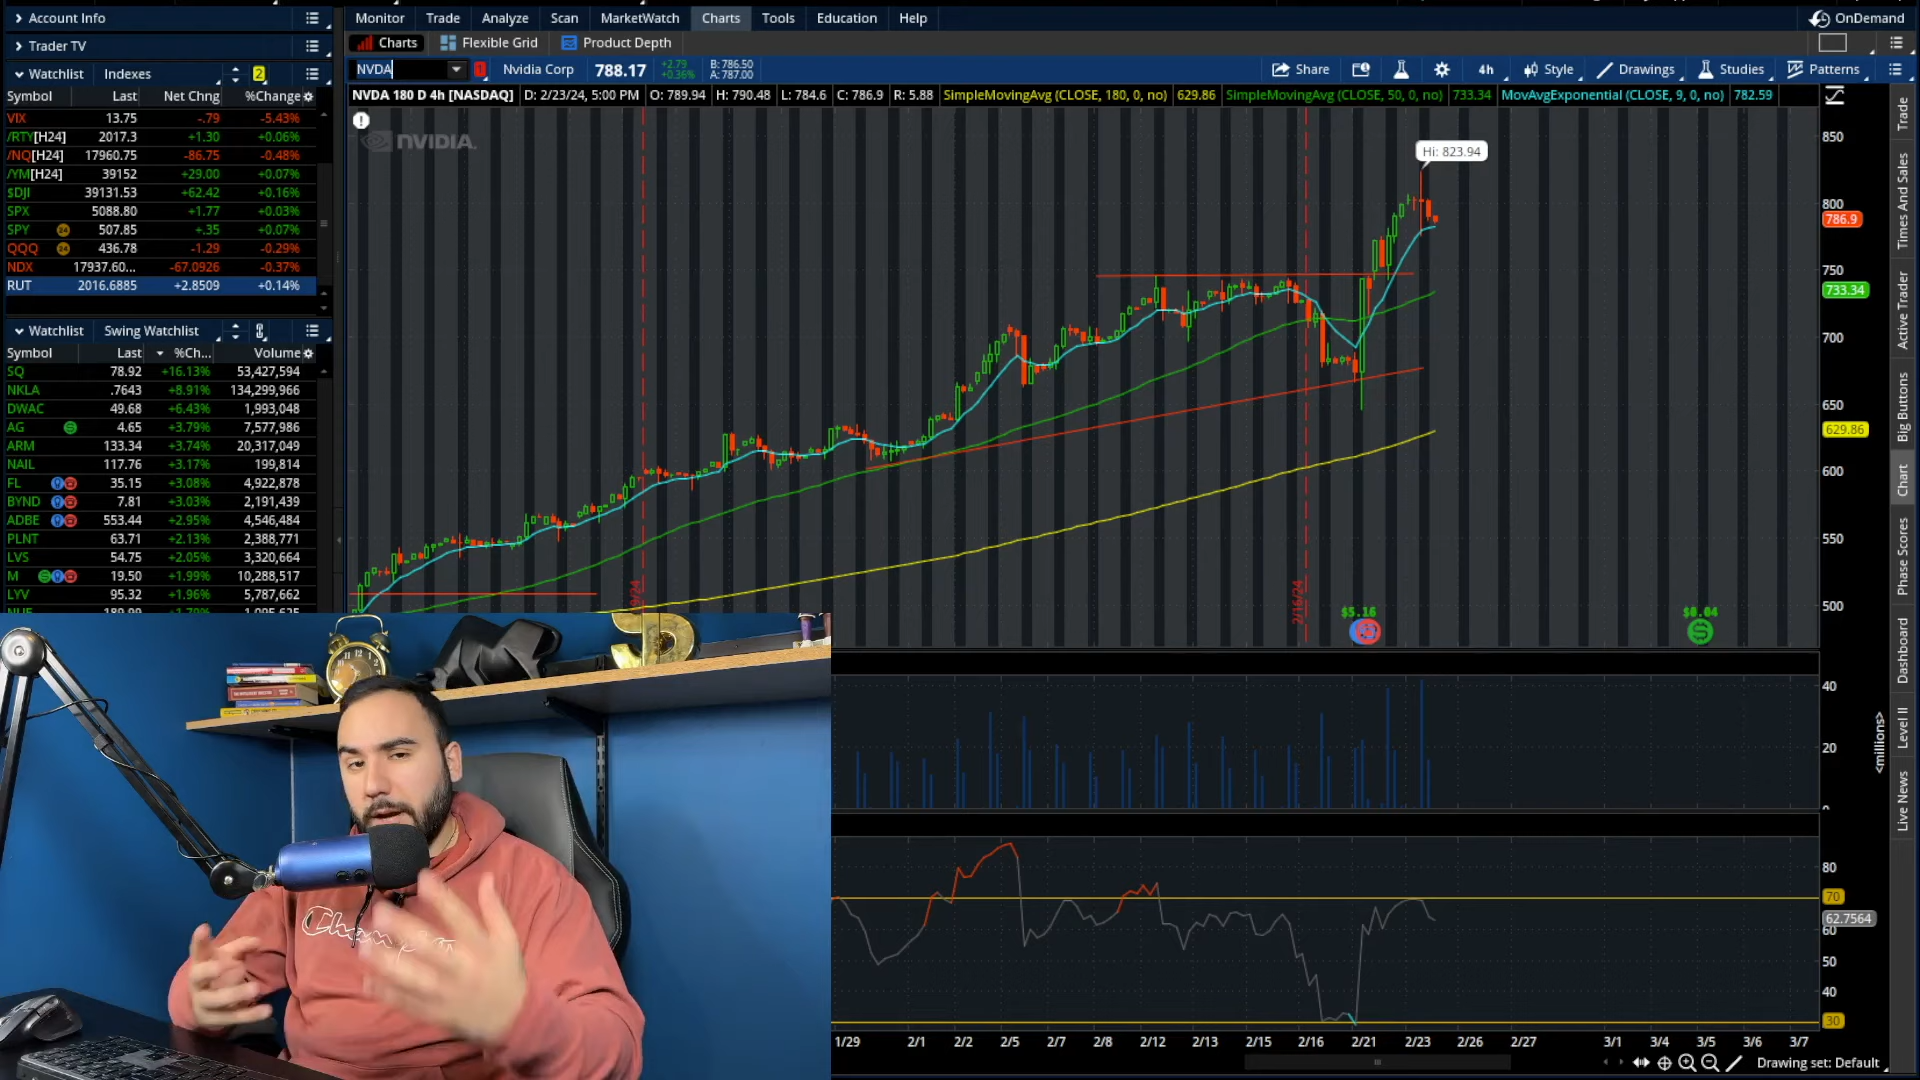 Account Info
Trader TV
Watchlist Indexes 2
Symbol Last Net Chng %Change
VIX 13.75 -.79 -5.43%
/RTY[H24] 2017.3 +1.30 +0.06%
/NQ[H24] 17960.75 -86.75 -0.48%
/YM[H24] 39152 +29.00 +0.07%
$DJI 39131.53 +62.42 +0.16%
SPX 5088.80 +1.77 +0.03%
SPY 24 507.85 +.35 +0.07%
QQQ 24 436.78 -1.29 -0.29%
NDX 17937.60... -67.0926 -0.37%
RUT 2016.6885 +2.8509 +0.14%
Watchlist Swing Watchlist
Symbol Last %Ch... Volume
SQ 78.92 +16.13% 53,427,594
NKLA .7643 +8.91% 134,299,966
DWAC 49.68 +6.43% 1,993,048
AG 4.65 +3.79% 7,577,986
ARM 133.34 +3.74% 20,317,049
NAIL 117.76 +3.17% 199,814
FL 35.15 +3.08% 4,922,878
BYND 7.81 +3.03% 2,191,439
ADBE 553.44 +2.95% 4,546,484
PLNT 63.71 +2.13% 2,388,771
LVS 54.75 +2.05% 3,320,664
M 19.50 +1.99% 10,288,517
LYV 95.32 +1.96% 5,787,662
Monitor Trade Analyze Scan MarketWatch Charts Tools Education Help
OnDemand
Charts Flexible Grid Product Depth
NVDA Nvidia Corp 788.17 +2.79 +0.36% B: 786.50 A: 787.00
Share 4h Style Drawings Studies Patterns
NVDA 180 D 4h [NASDAQ] D: 2/23/24, 5:00 PM O: 789.94 H: 790.48 L: 784.6 C: 786.9 R: 5.88 SimpleMovingAvg (CLOSE, 180, 0, no) 629.86 SimpleMovingAvg (CLOSE, 50, 0, no) 733.34 MovAvgExponential (CLOSE, 9, 0, no) 782.59
NVIDIA.
Hi: 823.94
850
800
786.9
750
733.34
700
650
629.86
600
550
500
2/16/24
$5.16
$0.04
40
20
<millions>
80
70
62.7564
60
50
40
30
1/29 2/1 2/2 2/5 2/7 2/8 2/12 2/13 2/15 2/16 2/21 2/23 2/26 2/27 3/1 3/4 3/5 3/6 3/7
Drawing set: Default
Trade
Times And Sales
Active Trader
Big Buttons
Chart
Phase Scores
Dashboard
Level II
Live News
Champion